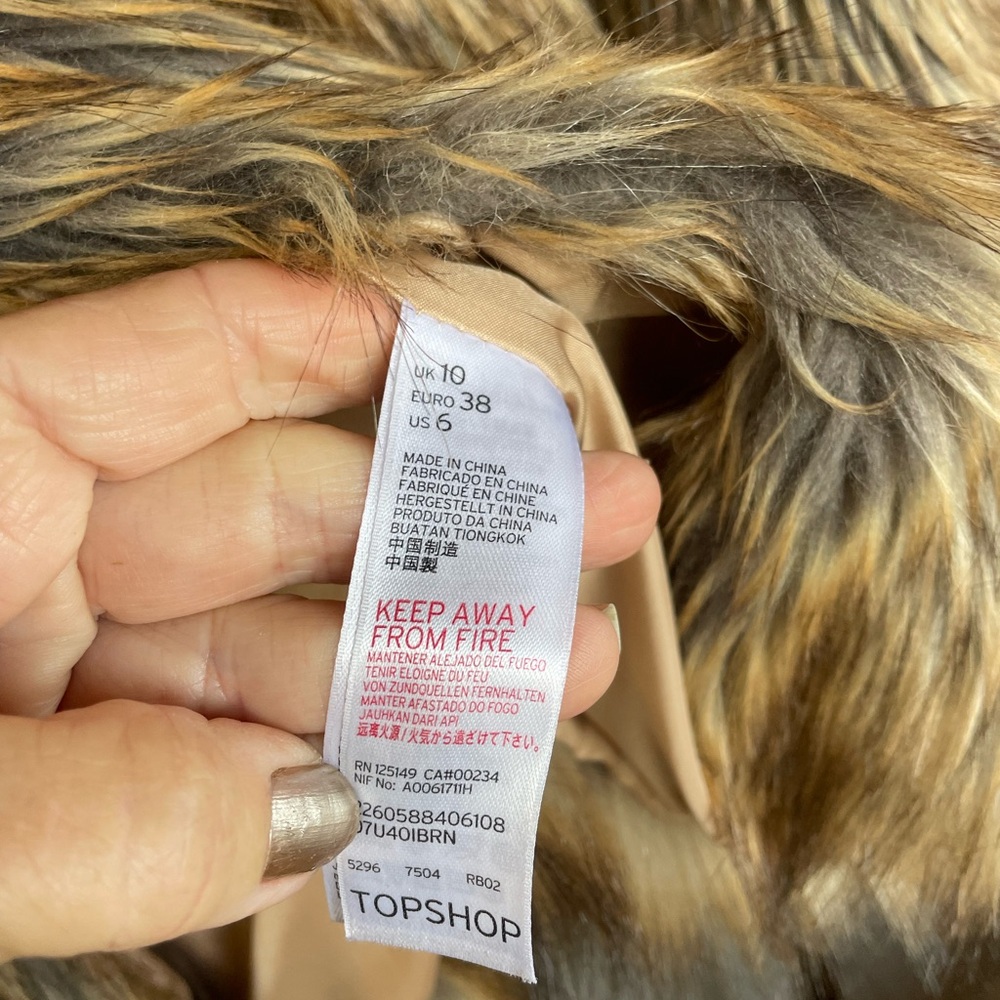 UK 10
EURO 38
US 6
MADE IN CHINA
FABRICADO EN CHINA
FABRIQUÉ EN CHINE
HERGESTELLT IN CHINA
PRODUTO DA CHINA
BUATAN TIONGKOK
中国制造
中国製
KEEP AWAY
FROM FIRE
MANTENER ALEJADO DEL FUEGO
TENIR ELOIGNE DU FEU
VON ZUNDQUELLEN FERNHALTEN
MANTER AFASTADO DO FOGO
JAUHKAN DARI API
远离火源/火気から遠ざけて下さい。
RN 125149 CA#00234
NIF No: A0061711H
2260588406108
07U40IBRN
5296 7504 RB02
TOPSHOP